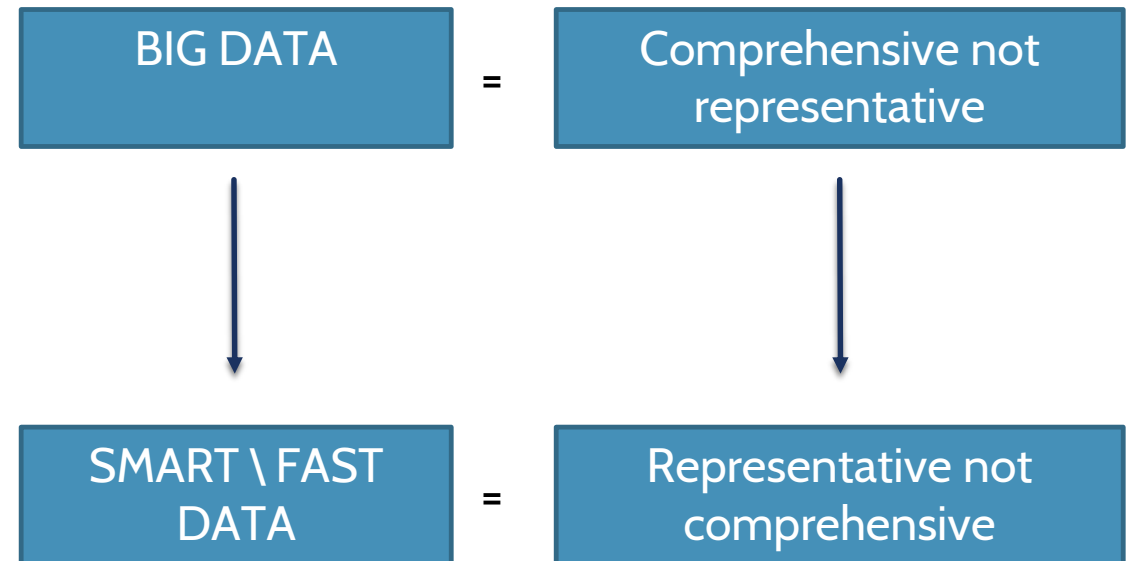 BIG DATA
=
Comprehensive not
representative
SMART \ FAST
DATA
=
Representative not
comprehensive